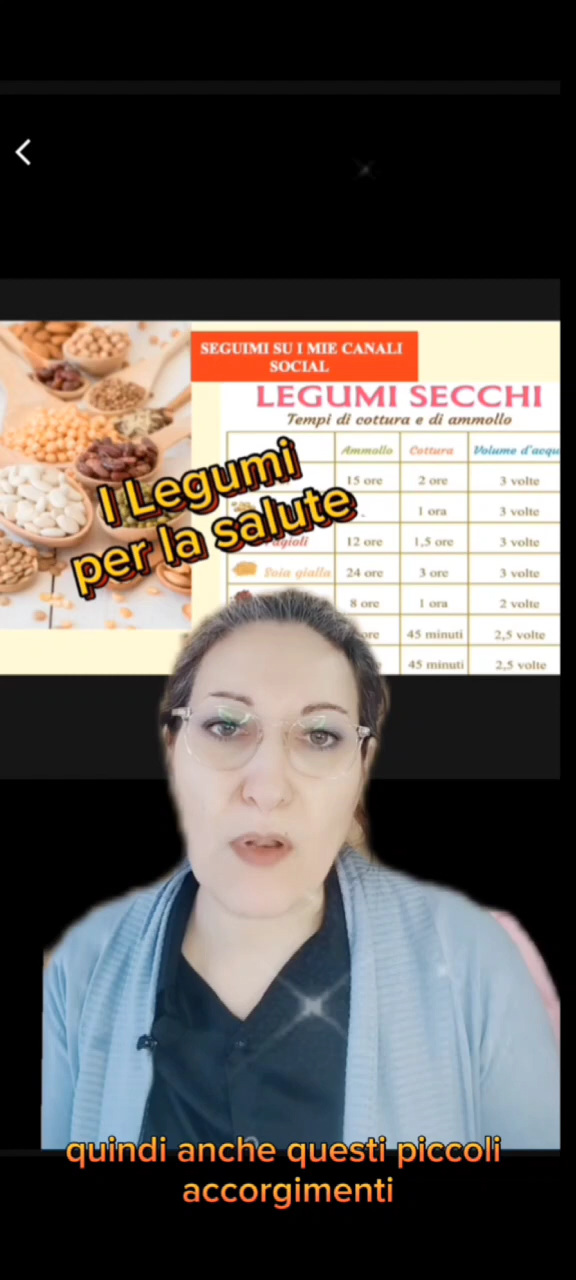 SEGUIMI SU I MIE CANALI
SOCIAL
LEGUMI SECCHI
Tempi di cottura e di ammollo
Ammollo Cottura Volume d'acqu
15 ore 2 ore 3 volte
1 ora 3 volte
12 ore 1,5 ore 3 volte
Soia gialla 24 ore 3 ore 3 volte
8 ore 1 ora 2 volte
ore 45 minuti 2,5 volte
45 minuti 2,5 volte
I Legumi
per la salute
quindi anche questi piccoli
accorgimenti